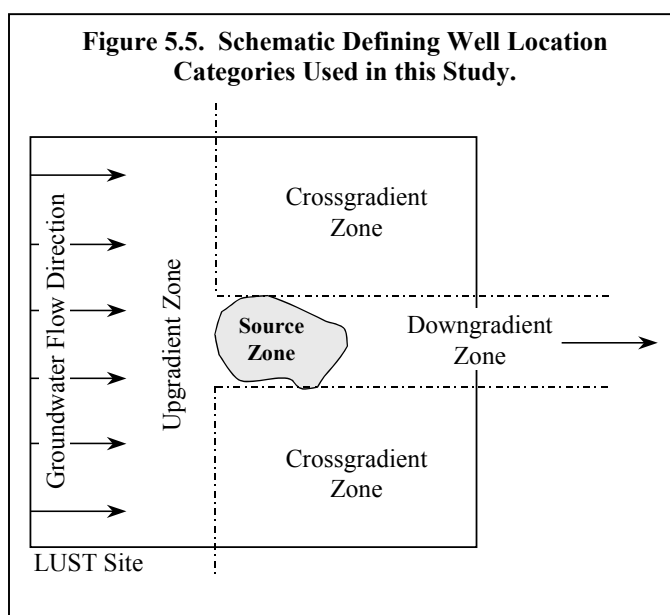 Figure 5.5.  Schematic Defining Well Location
Categories Used in this Study.
Groundwater Flow Direction
Upgradient Zone
Crossgradient
Zone
Source
Zone
Downgradient
Zone
Crossgradient
Zone
LUST Site